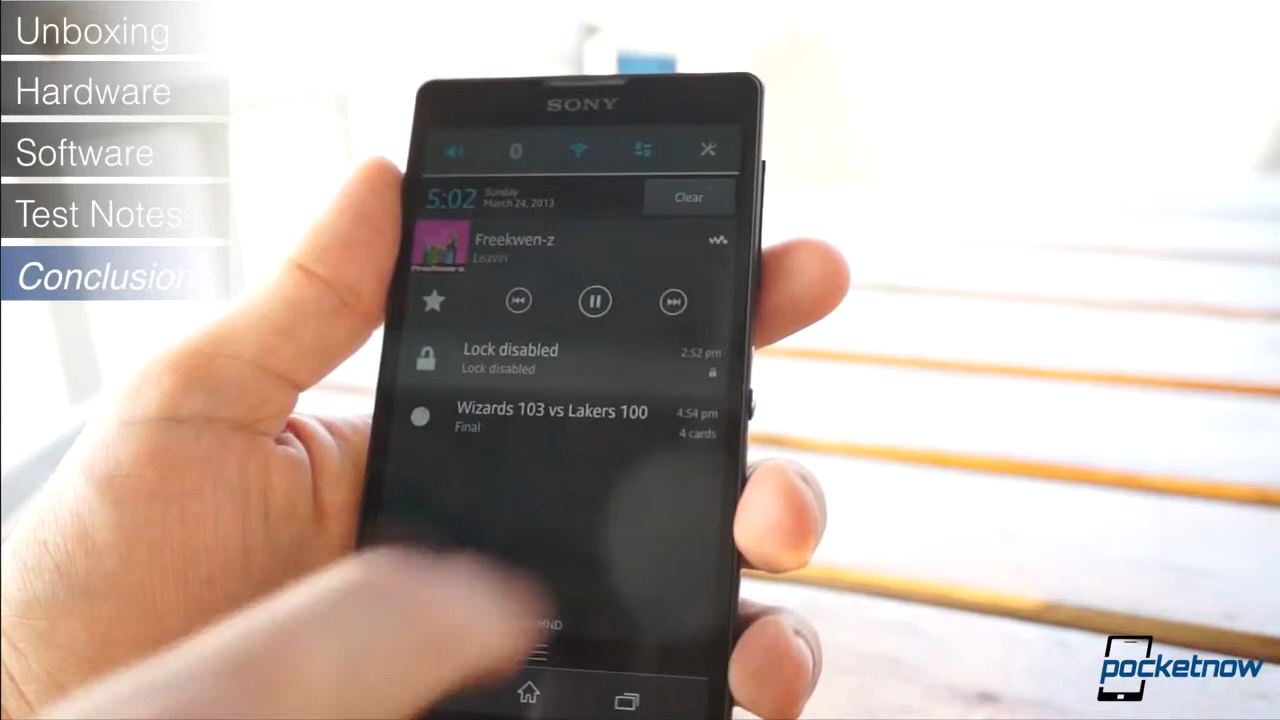 Unboxing
Hardware
Software
Test Notes
Conclusion
SONY
5:02
Sunday
March 24, 2013
Clear
Freekwen-z
Leavin
Lock disabled
2:52 pm
Lock disabled
Wizards 103 vs Lakers 100
4:54 pm
Final
4 cards
pocketnow